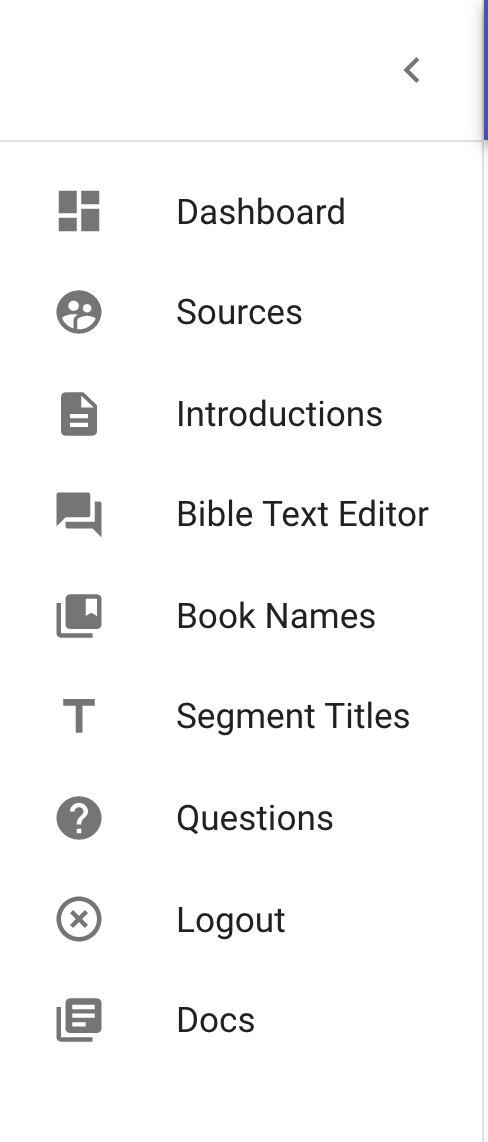 Dashboard
Sources
Introductions
Bible Text Editor
Book Names
Segment Titles
Questions
Logout
Docs